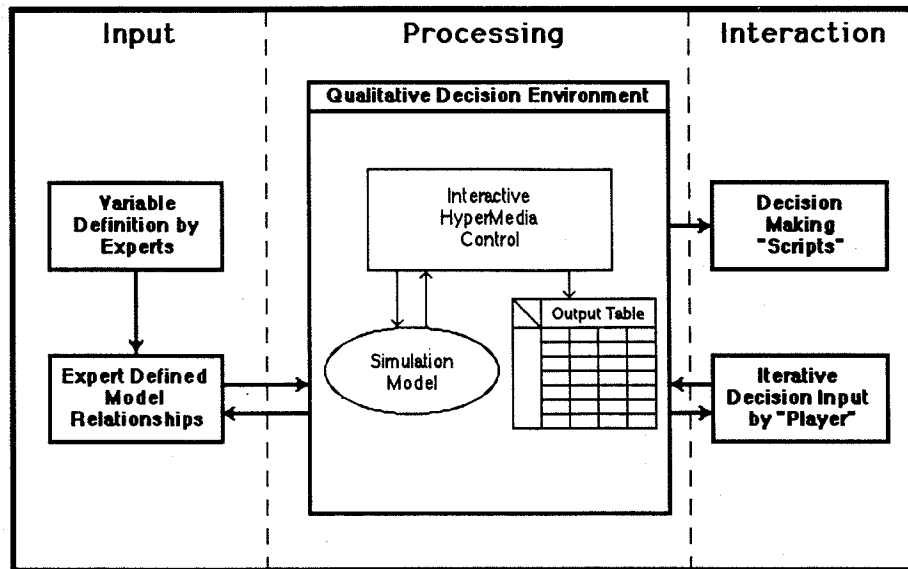 Input
Processing
Interaction
Qualitative Decision Environment
Variable
Definition by
Experts
Interactive
HyperMedia
Control
Decision
Making
"Scripts"
Output Table
Simulation
Model
Expert Defined
Model
Relationships
Iterative
Decision Input
by "Player"